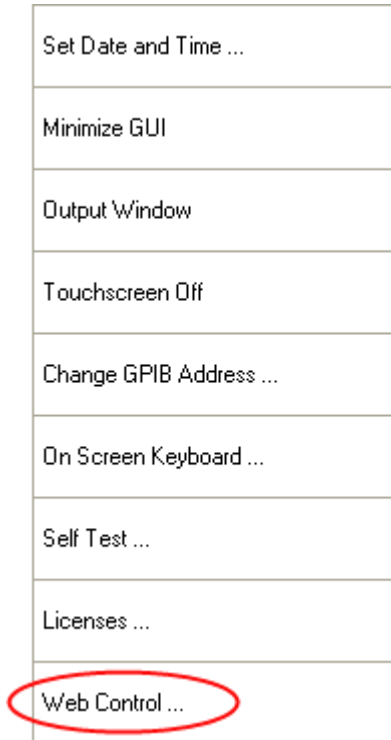 Set Date and Time ...
Minimize GUI
Output Window
Touchscreen Off
Change GPIB Address ...
On Screen Keyboard ...
Self Test ...
Licenses ...
Web Control ...